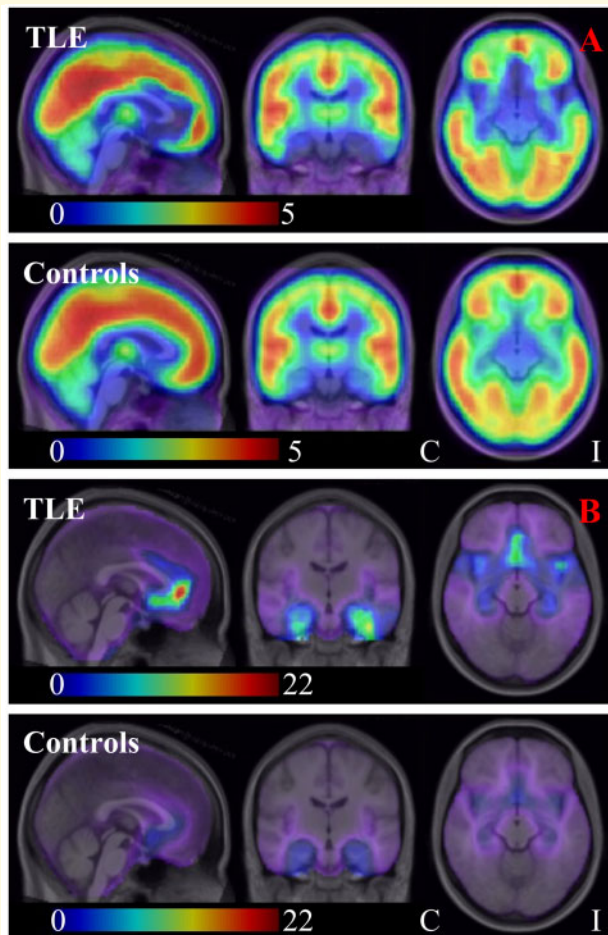 TLE A
0 5
Controls
0 5 C I
TLE B
0 22
Controls
0 22 C I